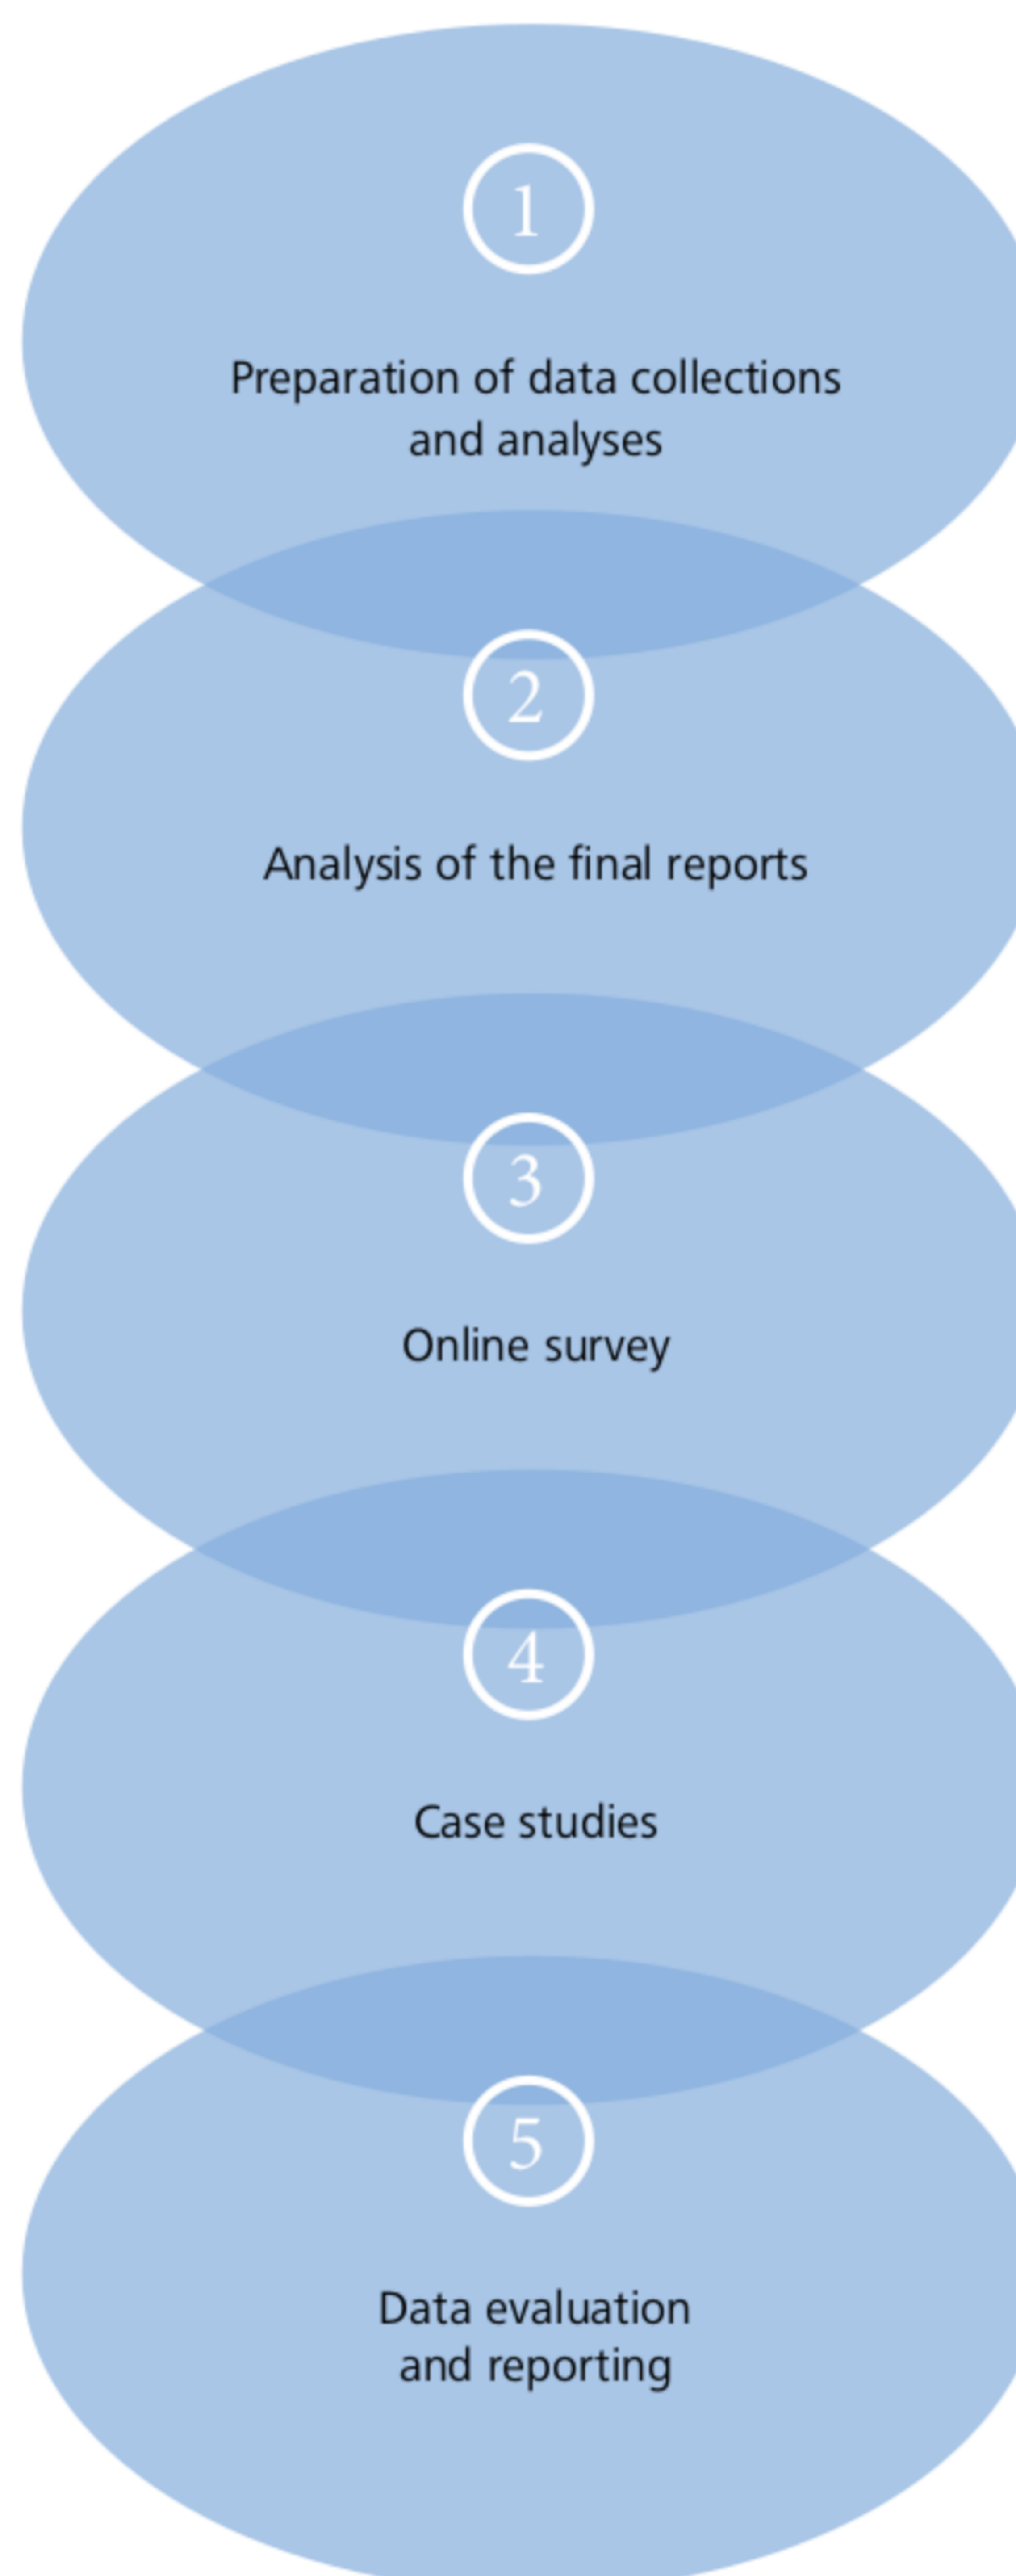 1
Preparation of data collections
and analyses
2
Analysis of the final reports
3
Online survey
4
Case studies
5
Data evaluation
and reporting